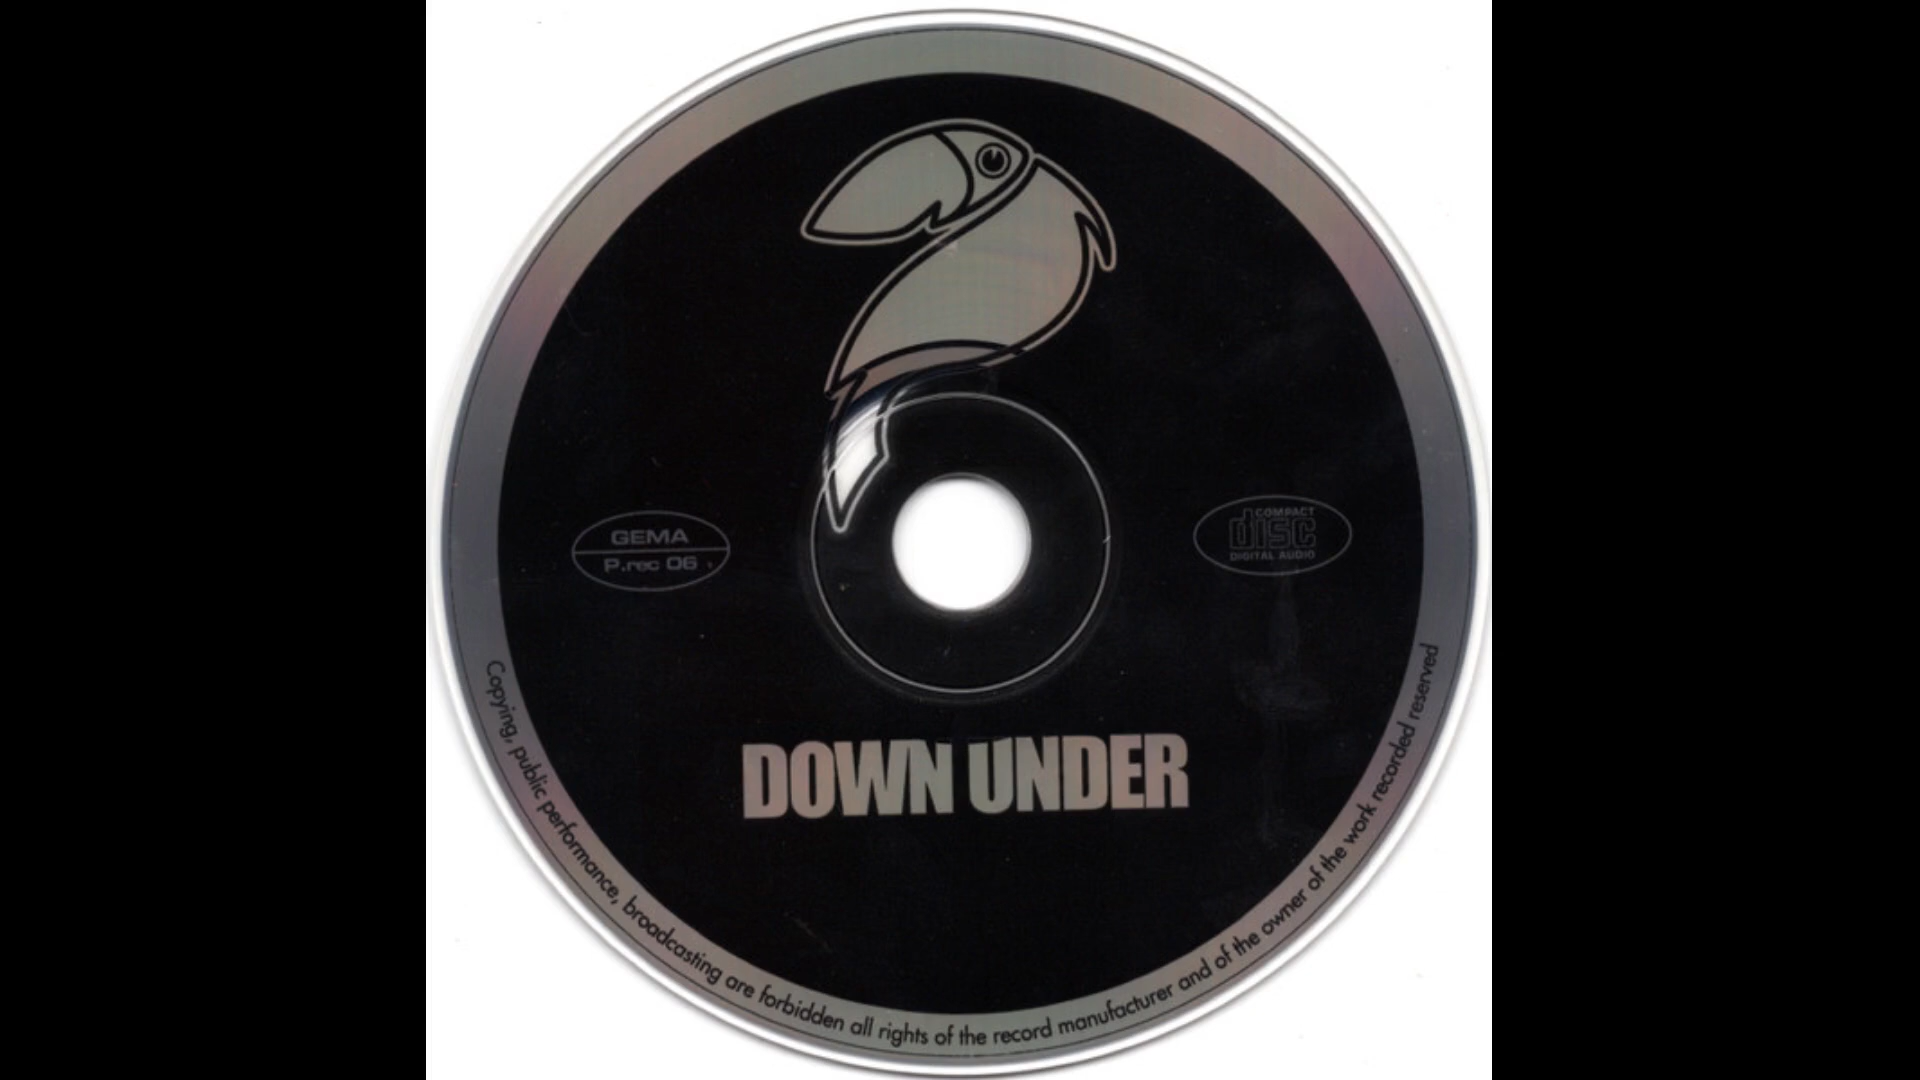 GEMA
P.rec 06
COMPACT
disc
DIGITAL AUDIO
DOWN UNDER
Copying, public performance, broadcasting are forbidden all rights of the record manufacturer and of the owner of the work recorded reserved